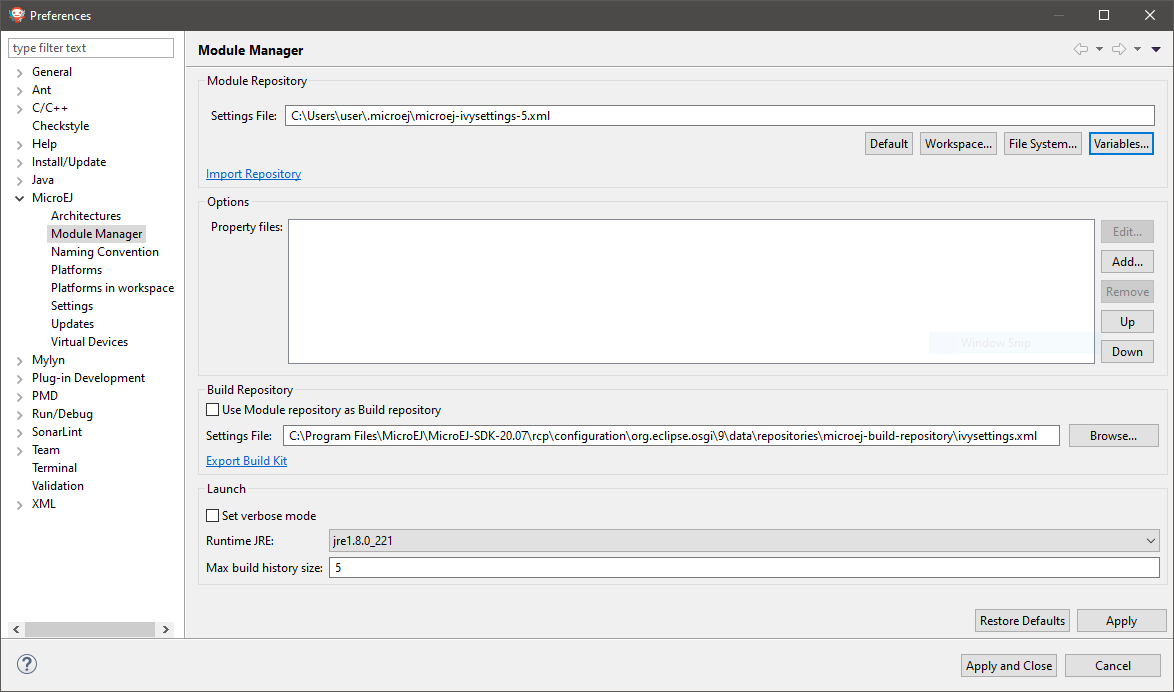 Preferences
type filter text
General
Ant
C/C++
Checkstyle
Help
Install/Update
Java
MicroEJ
Architectures
Module Manager
Naming Convention
Platforms
Platforms in workspace
Settings
Updates
Virtual Devices
Mylyn
Plug-in Development
PMD
Run/Debug
SonarLint
Team
Terminal
Validation
XML
Module Manager
Module Repository
Settings File: C:\Users\user\.microej\microej-ivysettings-5.xml
Default Workspace... File System... Variables...
Import Repository
Options
Property files:
Edit...
Add...
Remove
Up
Window Snip
Down
Build Repository
Use Module repository as Build repository
Settings File: C:\Program Files\MicroEJ\MicroEJ-SDK-20.07\rcp\configuration\org.eclipse.osgi\9\data\repositories\microej-build-repository\ivysettings.xml Browse...
Export Build Kit
Launch
Set verbose mode
Runtime JRE: jre1.8.0_221
Max build history size: 5
Restore Defaults Apply
? Apply and Close Cancel